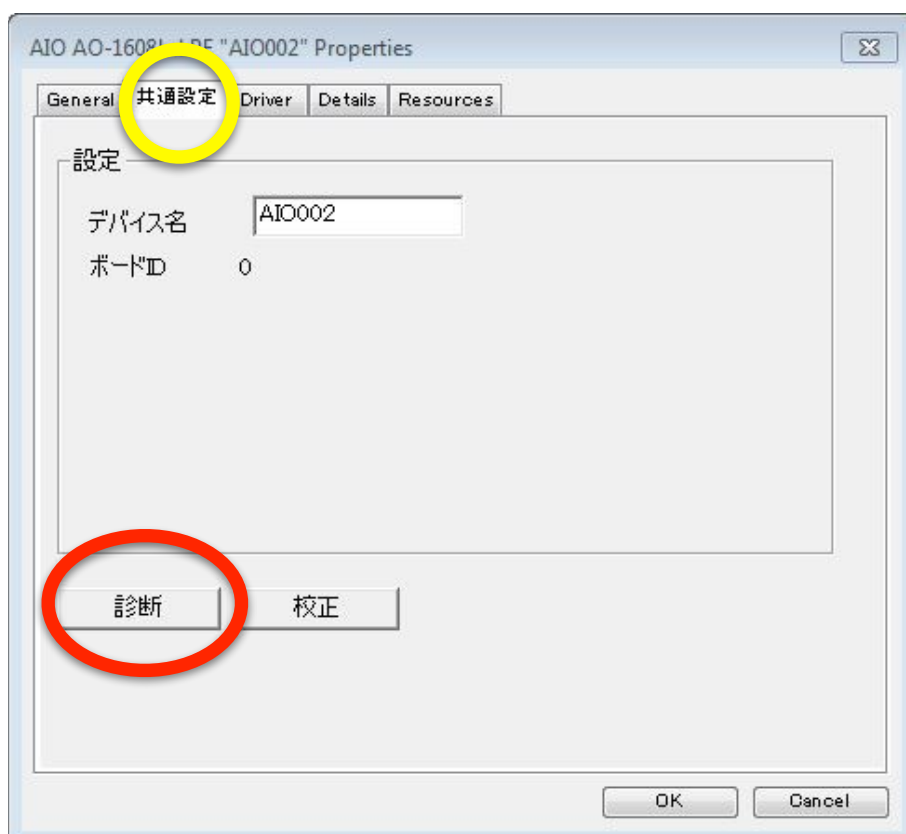 AIO AO-1608 "AIO002" Properties
General 共通設定 Driver Details Resources
設定
デバイス名 AIO002
ボードID 0
診断 校正
OK Cancel